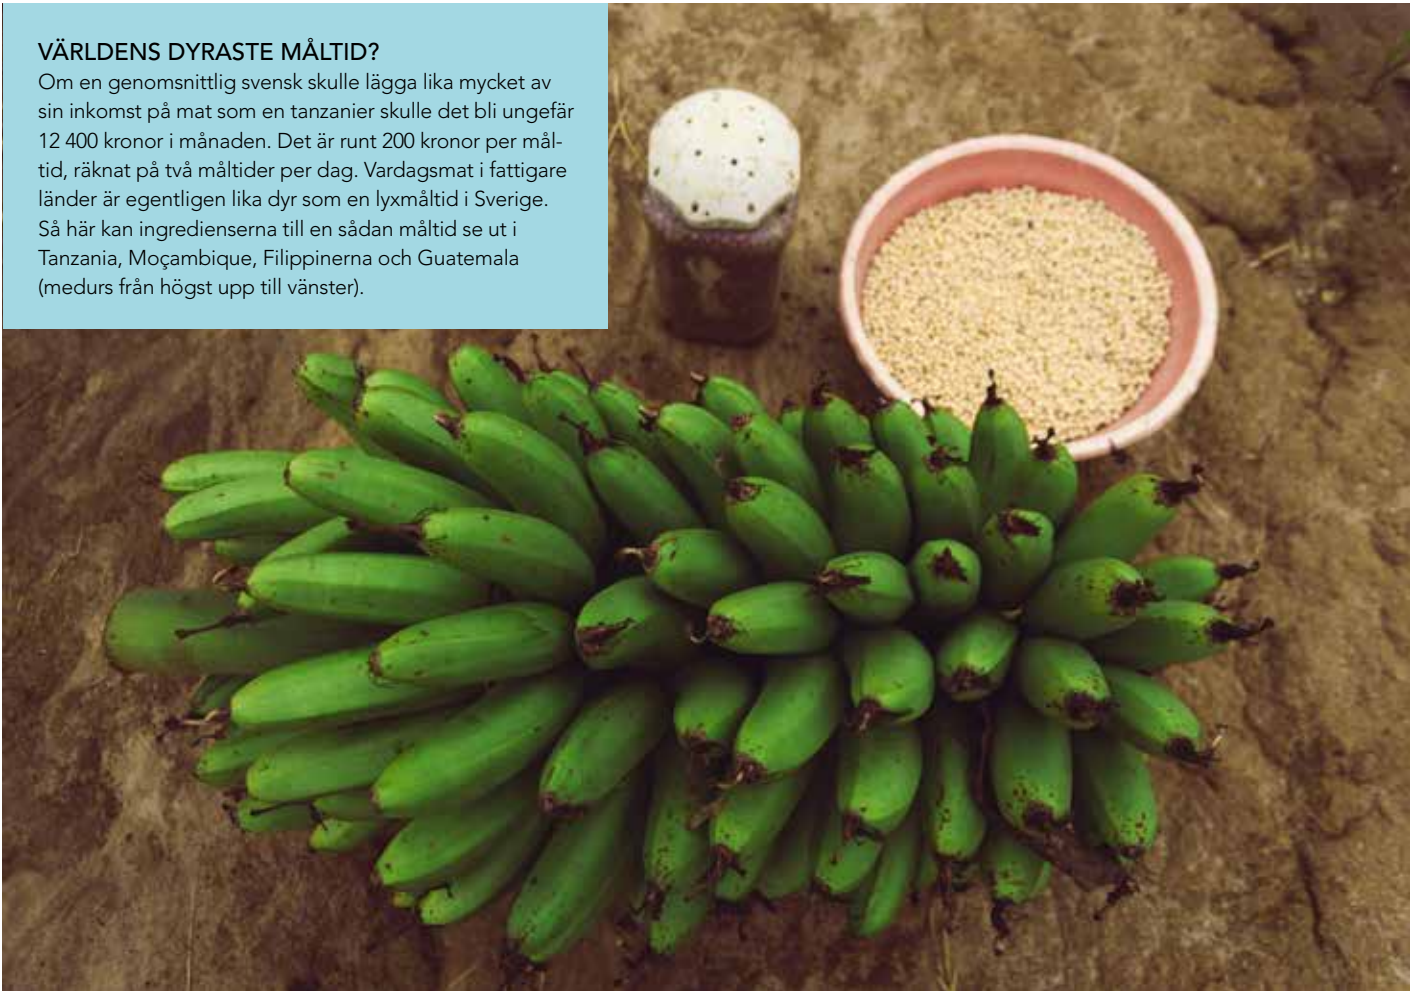 VÄRLDENS DYRASTE MÅLTID?
Om en genomsnittlig svensk skulle lägga lika mycket av
sin inkomst på mat som en tanzanier skulle det bli ungefär
12 400 kronor i månaden. Det är runt 200 kronor per mål-
tid, räknat på två måltider per dag. Vardagsmat i fattigare
länder är egentligen lika dyr som en lyxmåltid i Sverige.
Så här kan ingredienserna till en sådan måltid se ut i
Tanzania, Moçambique, Filippinerna och Guatemala
(medurs från högst upp till vänster).